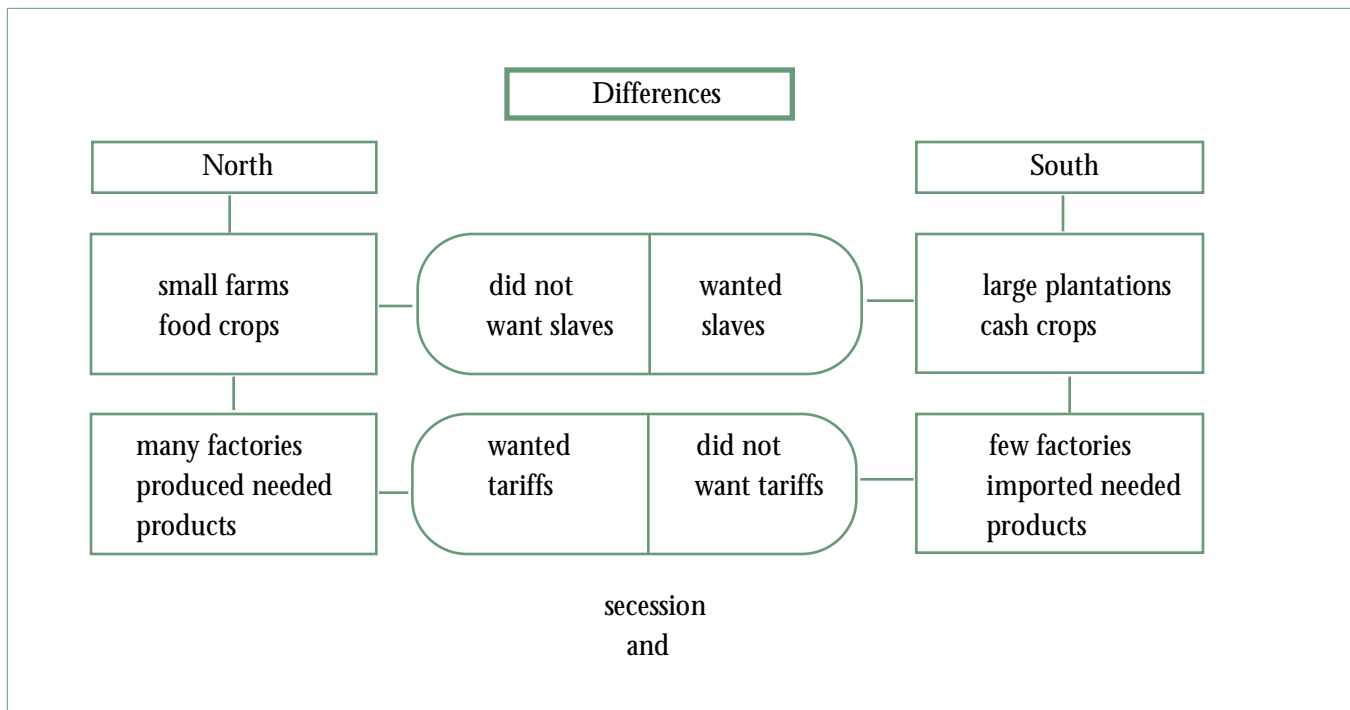 Differences
North
South
small farms
food crops
did not
want slaves
wanted
slaves
large plantations
cash crops
many factories
produced needed
products
wanted
tariffs
did not
want tariffs
few factories
imported needed
products
secession
and